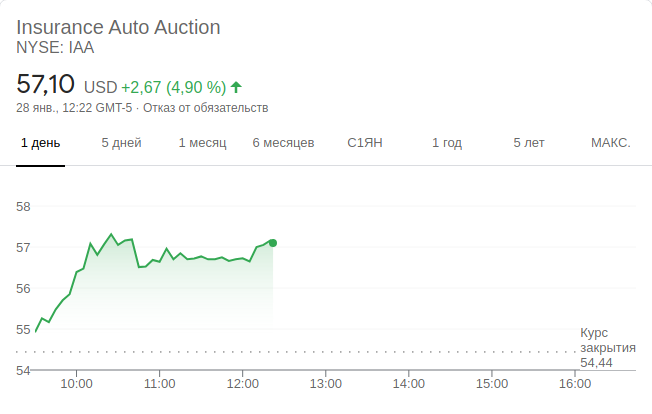 Insurance Auto Auction
NYSE: IAA
57,10 USD +2,67 (4,90 %)
28 янв., 12:22 GMT-5 · Отказ от обязательств
1 день 5 дней 1 месяц 6 месяцев С1ЯН 1 год 5 лет МАКС.
58
57
56
55
Курс
закрытия
54,44
54
10:00 11:00 12:00 13:00 14:00 15:00 16:00